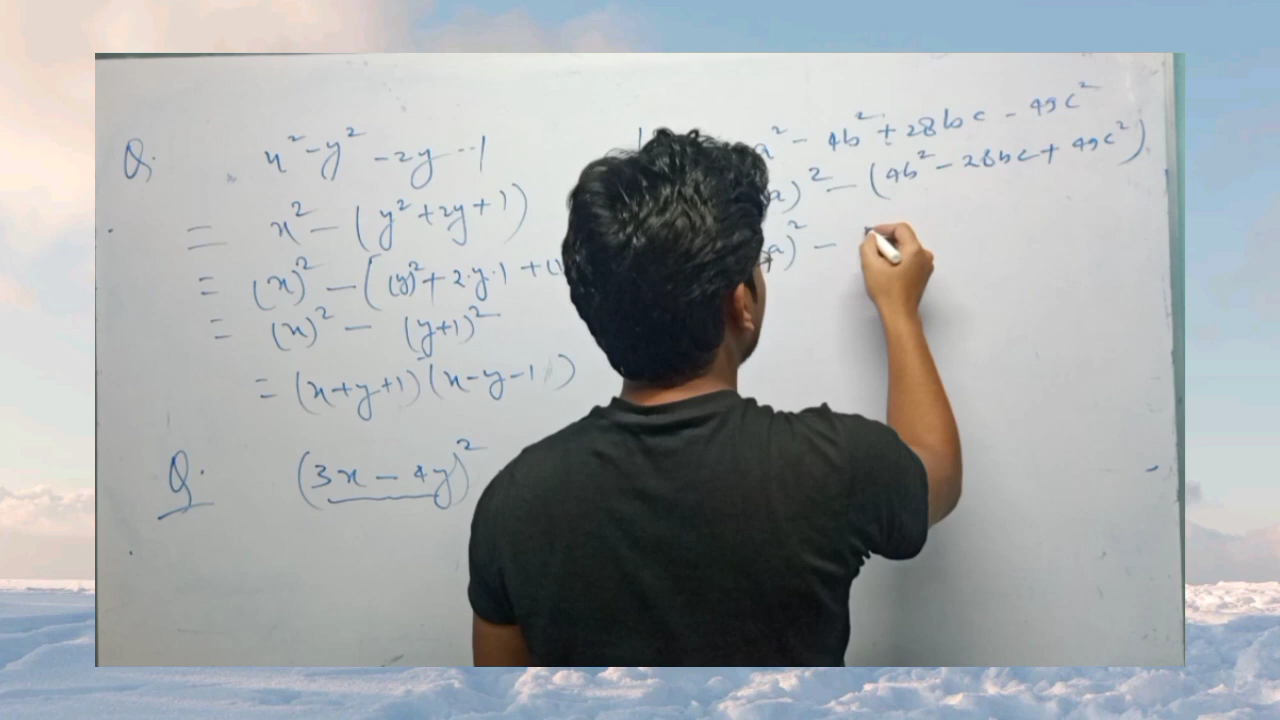 Q. x² - y² - 2y - 1
= x² - (y² + 2y + 1)
= (x)² - ( (y)² + 2·y·1 + (1
= (x)² - (y+1)²
= (x+y+1) (x-y-1)
Q. (3x - 4y)²
a² - 4b² + 28bc - 49c²
a)² - (4b² - 28bc + 49c²)
a)² -